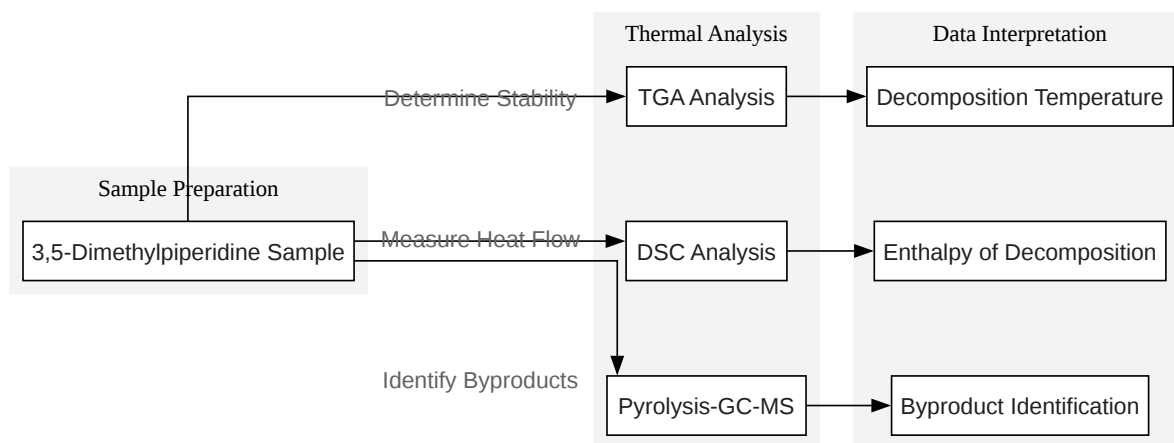 Thermal Analysis
Data Interpretation
Determine Stability
TGA Analysis
Decomposition Temperature
Sample Preparation
3,5-Dimethylpiperidine Sample
Measure Heat Flow
DSC Analysis
Enthalpy of Decomposition
Identify Byproducts
Pyrolysis-GC-MS
Byproduct Identification